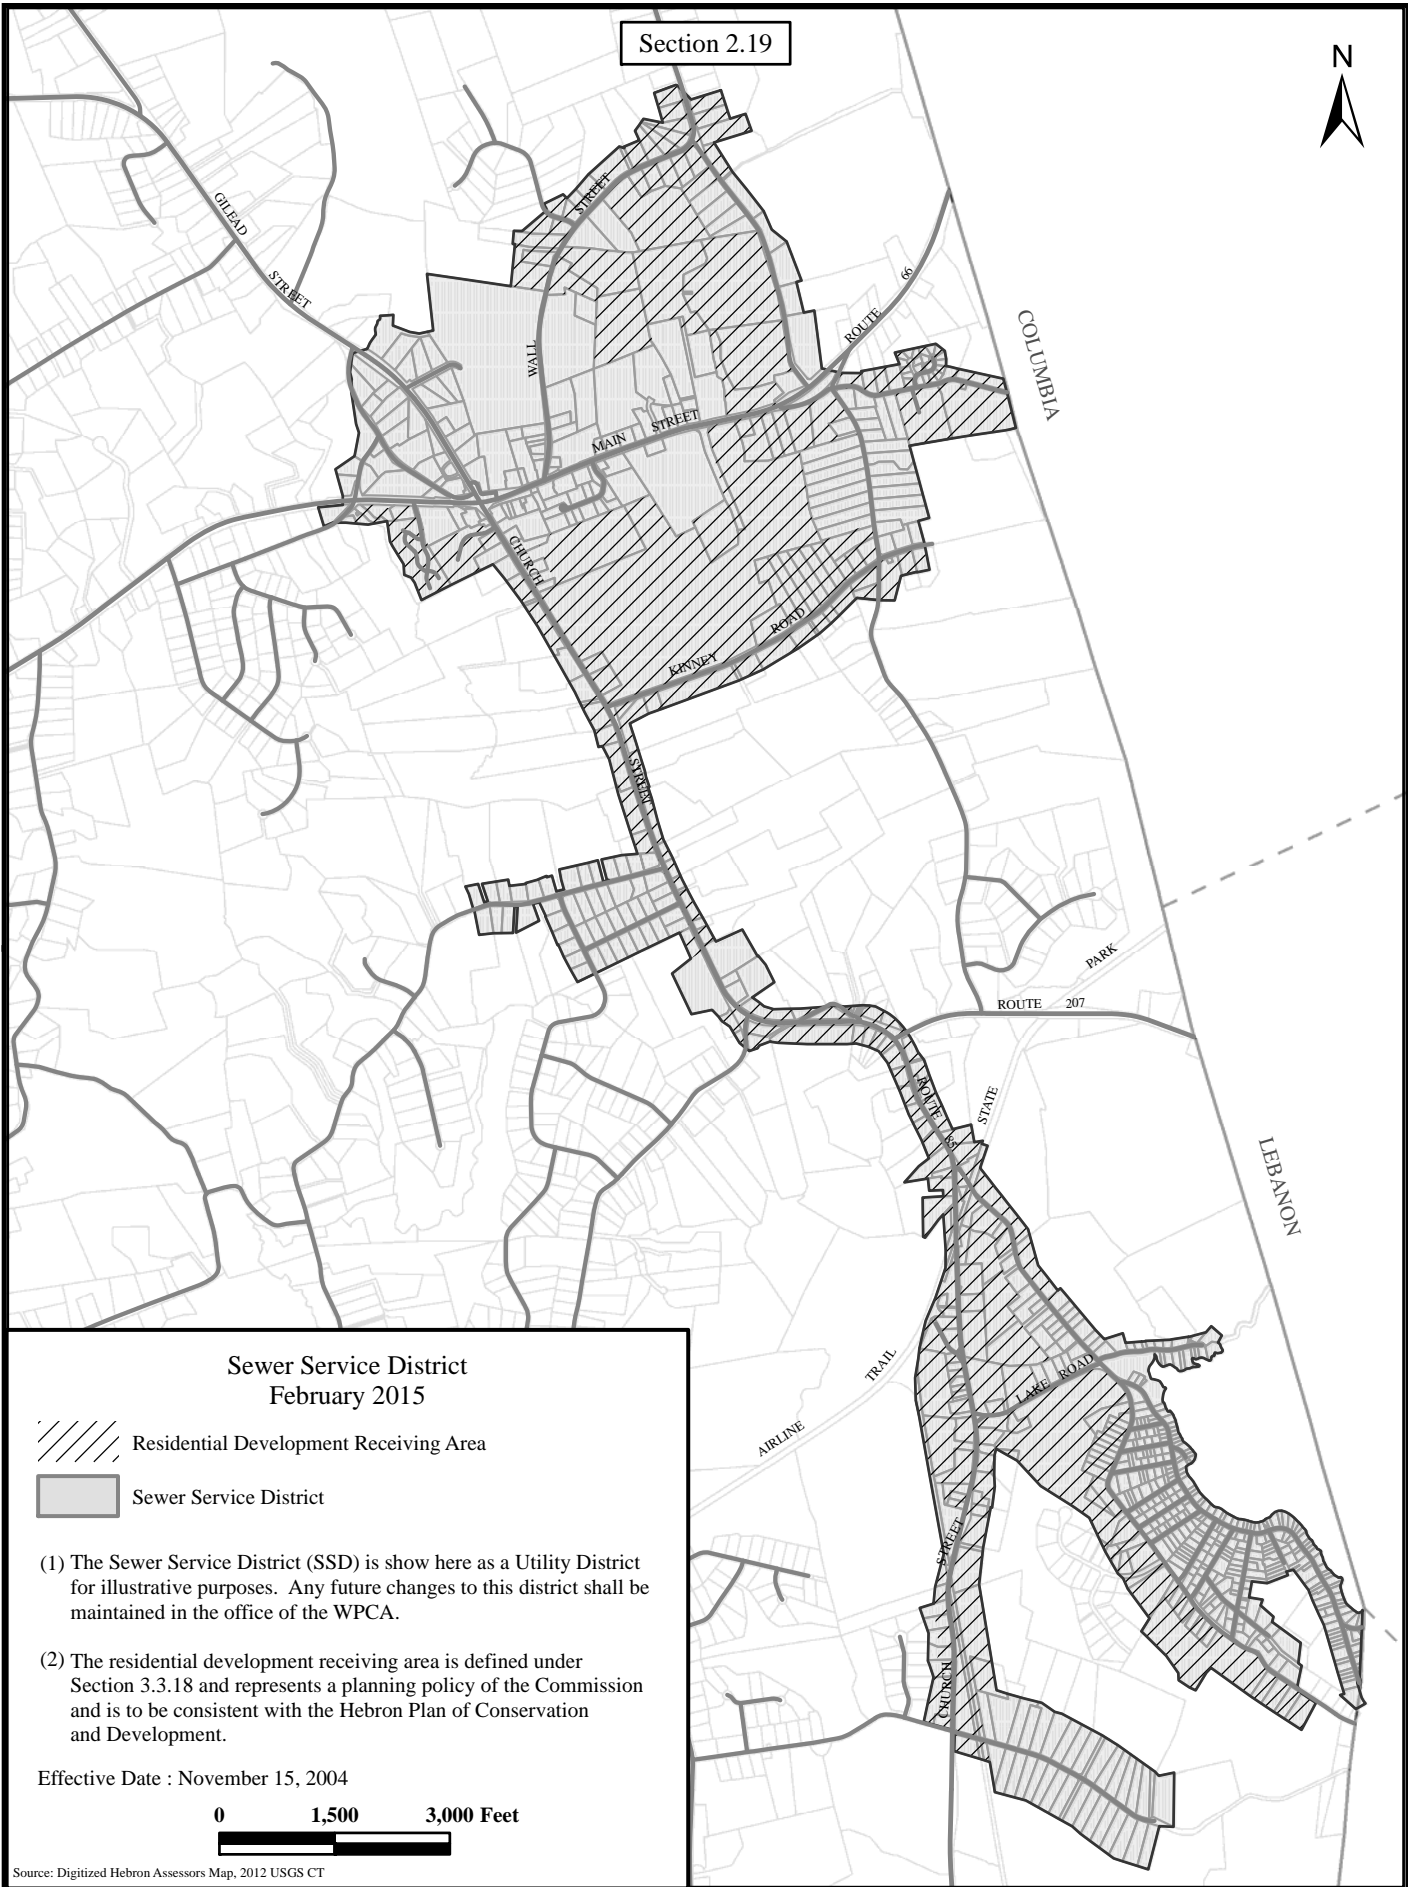 Section 2.19
N
GILEAD
STREET
STREET
WALL
ROUTE 66
COLUMBIA
MAIN STREET
CHURCH
ROAD
KINNEY
STREET
PARK
ROUTE 207
STATE
ROUTE 85
LEBANON
TRAIL
LAKE ROAD
AIRLINE
STREET
CHURCH
Sewer Service District
February 2015
Residential Development Receiving Area
Sewer Service District
(1) The Sewer Service District (SSD) is show here as a Utility District
for illustrative purposes. Any future changes to this district shall be
maintained in the office of the WPCA.
(2) The residential development receiving area is defined under
Section 3.3.18 and represents a planning policy of the Commission
and is to be consistent with the Hebron Plan of Conservation
and Development.
Effective Date : November 15, 2004
0 1,500 3,000 Feet
Source: Digitized Hebron Assessors Map, 2012 USGS CT